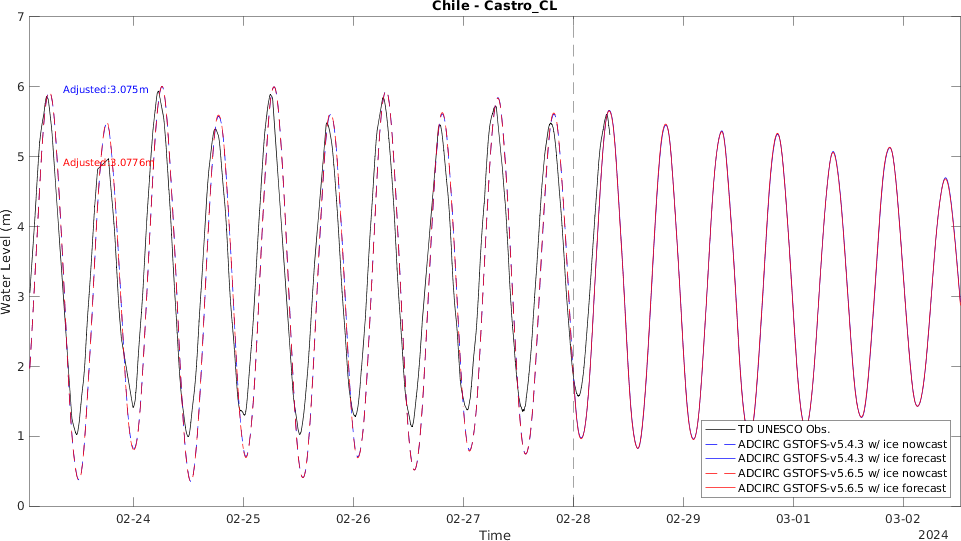 Chile - Castro_CL
7
6
5
4
3
2
1
0
Water Level (m)
Adjusted:3.075m
Adjusted:3.0776m
TD UNESCO Obs.
ADCIRC GSTOFS-v5.4.3 w/ ice nowcast
ADCIRC GSTOFS-v5.4.3 w/ ice forecast
ADCIRC GSTOFS-v5.6.5 w/ ice nowcast
ADCIRC GSTOFS-v5.6.5 w/ ice forecast
02-24 02-25 02-26 02-27 02-28 02-29 03-01 03-02
Time
2024